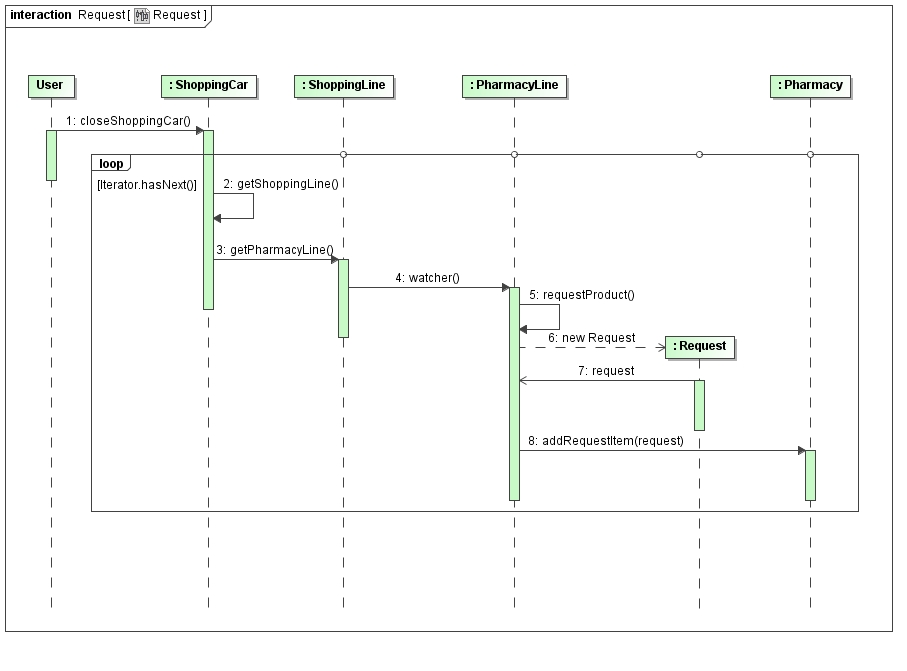 interaction Request[ Request ]
User
: ShoppingCar
: ShoppingLine
: PharmacyLine
: Pharmacy
1: closeShoppingCar()
loop
[Iterator.hasNext()]
2: getShoppingLine()
3: getPharmacyLine()
4: watcher()
5: requestProduct()
6: new Request
: Request
7: request
8: addRequestItem(request)